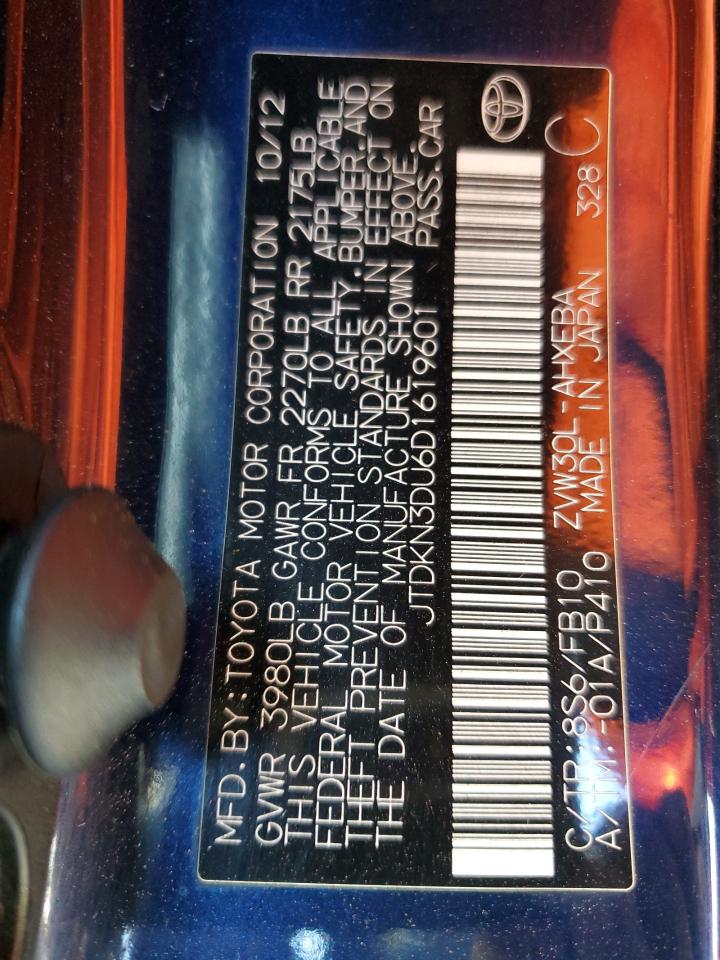 MFD.BY:TOYOTA MOTOR CORPORATION 10/12
GVWR 3980LB GAWR FR 2270LB RR 2175LB
THIS VEHICLE CONFORMS TO ALL APPLICABLE
FEDERAL MOTOR VEHICLE SAFETY,BUMPER,AND
THEFT PREVENTION STANDARDS IN EFFECT ON
THE DATE OF MANUFACTURE SHOWN ABOVE.
JTDKN3DU6D1619601 PASS.CAR
C/TR:8S6/FB10 ZVW30L-AHXEBA C
A/TM:-01A/P410 MADE IN JAPAN 328